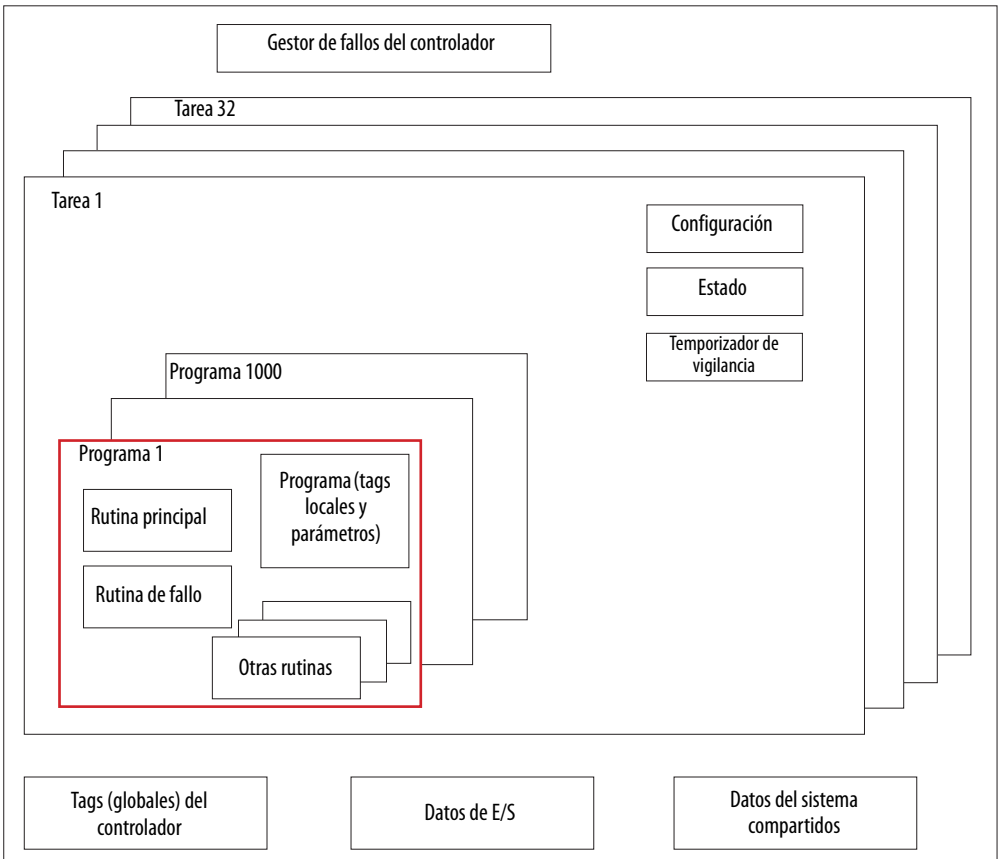 Gestor de fallos del controlador
Tarea 32
Tarea 1
Configuración
Estado
Temporizador de
vigilancia
Programa 1000
Programa 1
Programa (tags
locales y
parámetros)
Rutina principal
Rutina de fallo
Otras rutinas
Tags (globales) del
controlador
Datos de E/S
Datos del sistema
compartidos